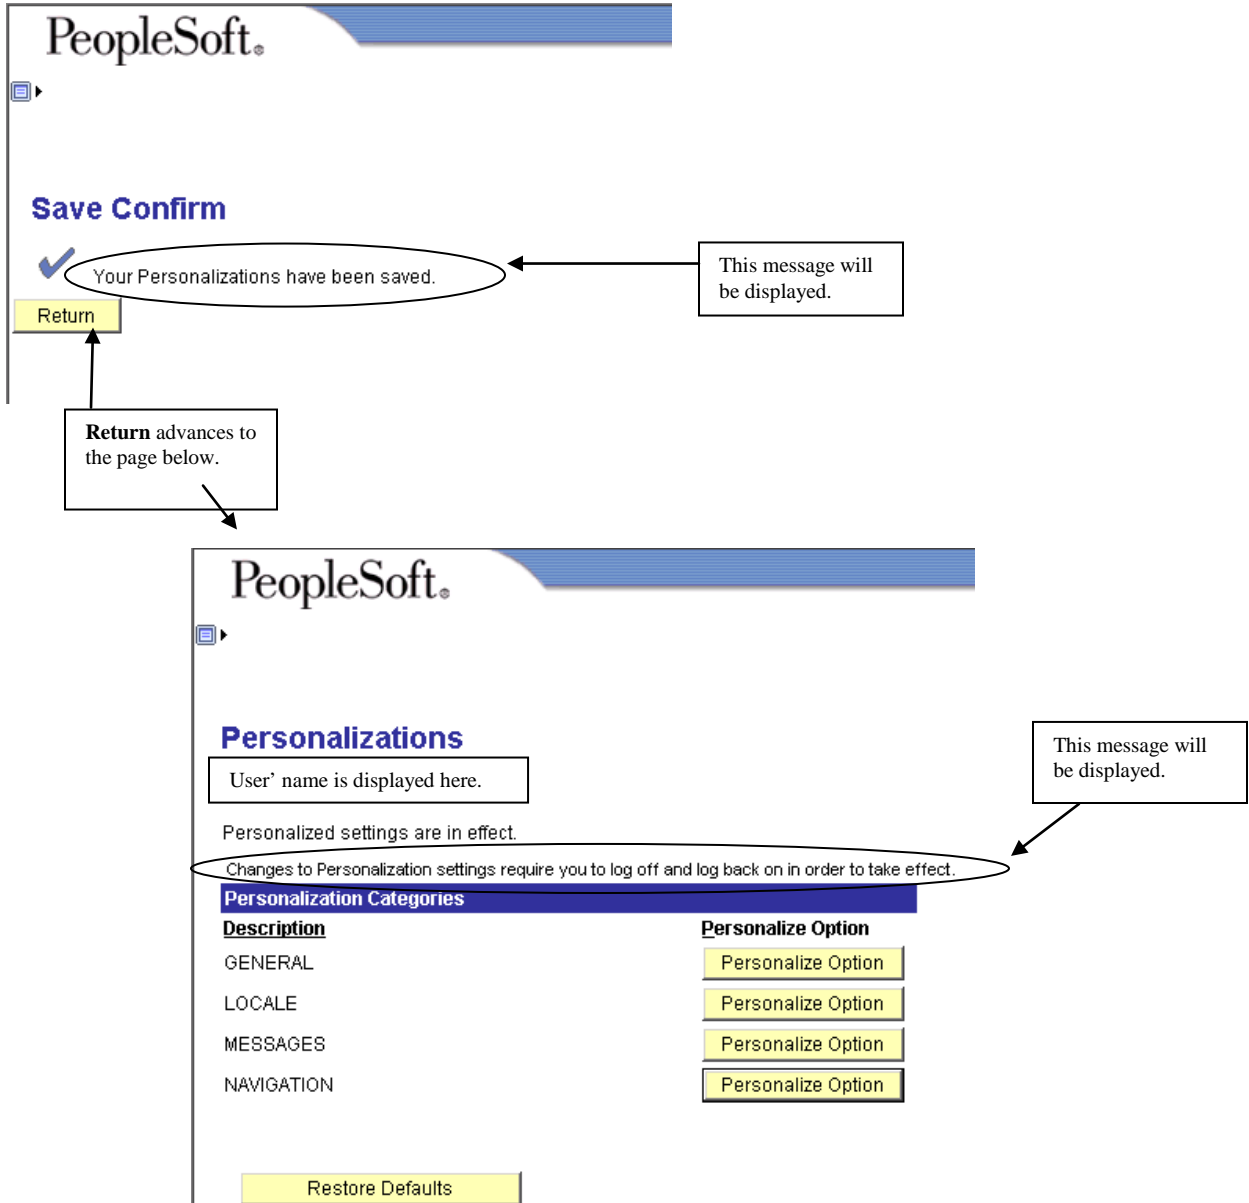 PeopleSoft®
Save Confirm
Your Personalizations have been saved.
This message will
be displayed.
Return
Return advances to
the page below.
PeopleSoft®
Personalizations
User’ name is displayed here.
This message will
be displayed.
Personalized settings are in effect.
Changes to Personalization settings require you to log off and log back on in order to take effect.
Personalization Categories
Description Personalize Option
GENERAL Personalize Option
LOCALE Personalize Option
MESSAGES Personalize Option
NAVIGATION Personalize Option
Restore Defaults